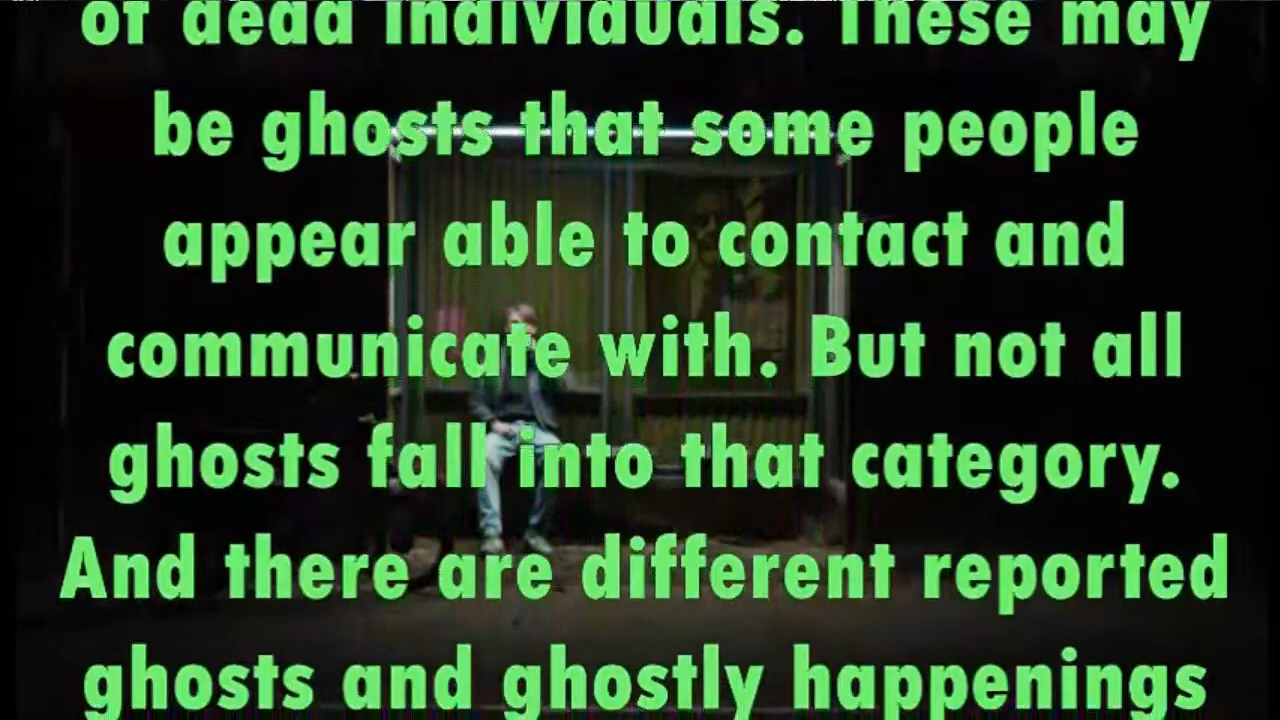 of dead individuals. These may
be ghosts that some people
appear able to contact and
communicate with. But not all
ghosts fall into that category.
And there are different reported
ghosts and ghostly happenings